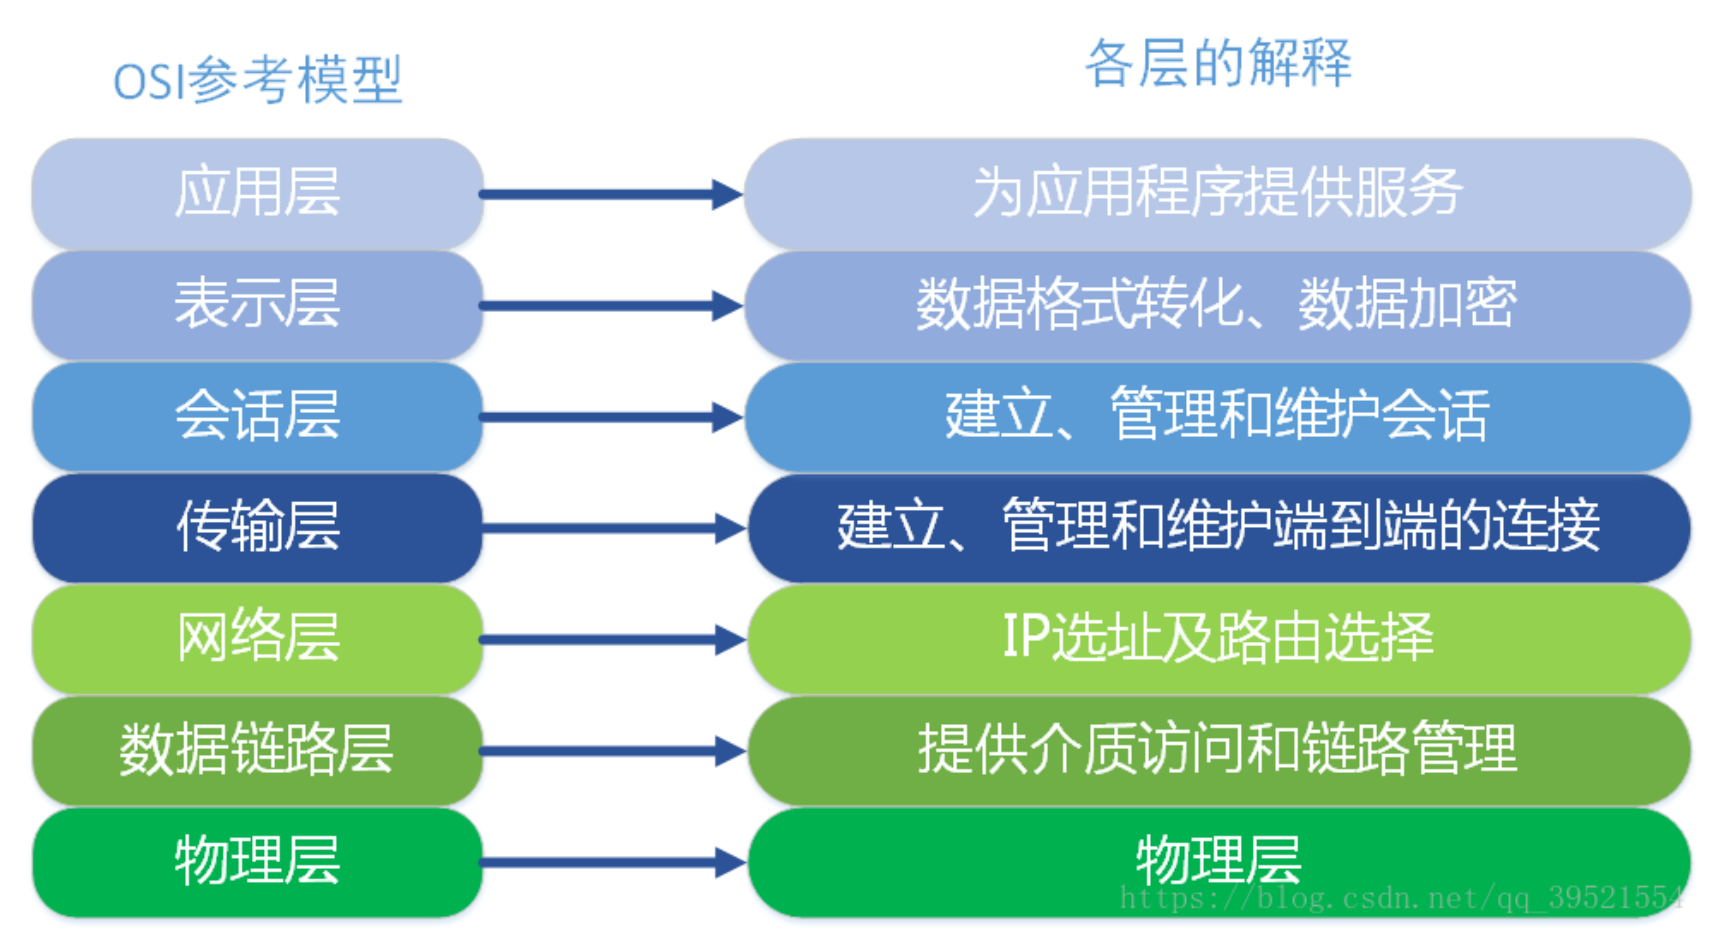 OSI参考模型
各层的解释
应用层
为应用程序提供服务
表示层
数据格式转化、数据加密
会话层
建立、管理和维护会话
传输层
建立、管理和维护端到端的连接
网络层
IP选址及路由选择
数据链路层
提供介质访问和链路管理
物理层
物理层
https://blog.csdn.net/qq_39521554